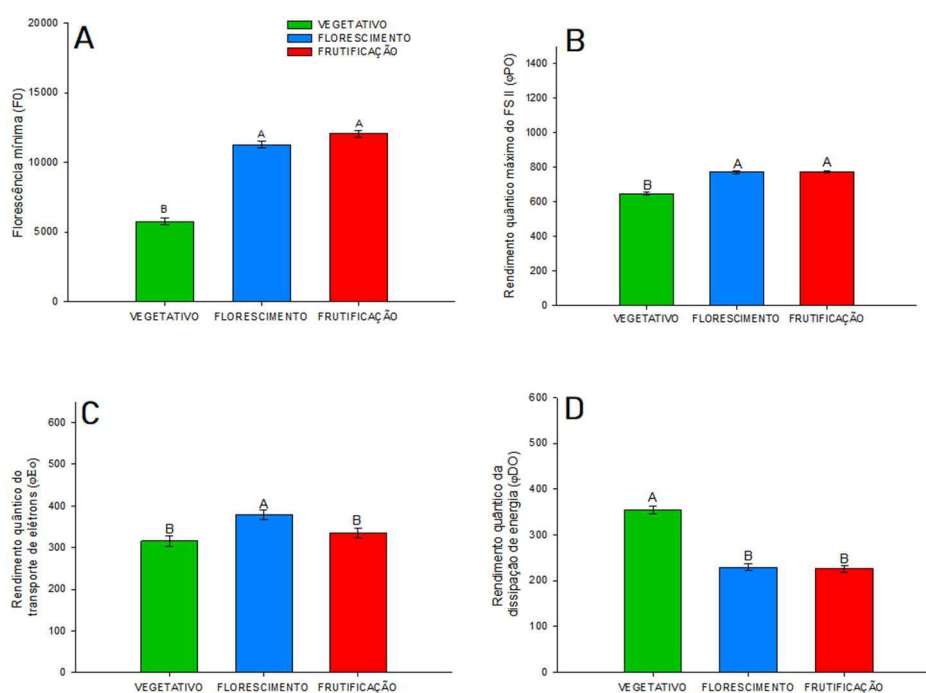 A
20000
15000
10000
5000
0
Florescência mínima (F0)
VEGETATIVO
FLORESCIMENTO
FRUTIFICAÇÃO
B
A
A
VEGETATIVO FLORESCIMENTO FRUTIFICAÇÃO
B
1400
1200
1000
800
600
400
200
0
Rendimento quântico máximo do FS II (φPO)
B
A
A
VEGETATIVO FLORESCIMENTO FRUTIFICAÇÃO
C
600
500
400
300
200
100
0
Rendimento quântico do
transporte de elétrons (φEo)
B
A
B
VEGETATIVO FLORESCIMENTO FRUTIFICAÇÃO
D
600
500
400
300
200
100
0
Rendimento quântico da
dissipação de energia (φDO)
A
B
B
VEGETATIVO FLORESCIMENTO FRUTIFICAÇÃO